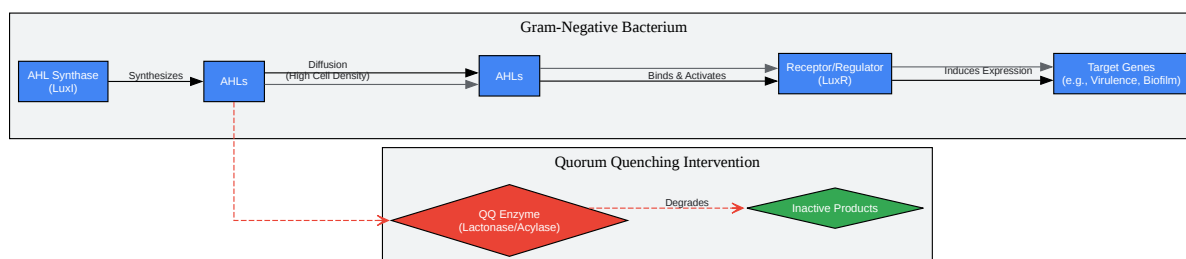 Gram-Negative Bacterium
AHL Synthase
(LuxI)
Synthesizes
AHLs
Diffusion
(High Cell Density)
AHLs
Binds & Activates
Receptor/Regulator
(LuxR)
Induces Expression
Target Genes
(e.g., Virulence, Biofilm)
Quorum Quenching Intervention
QQ Enzyme
(Lactonase/Acylase)
Degrades
Inactive Products